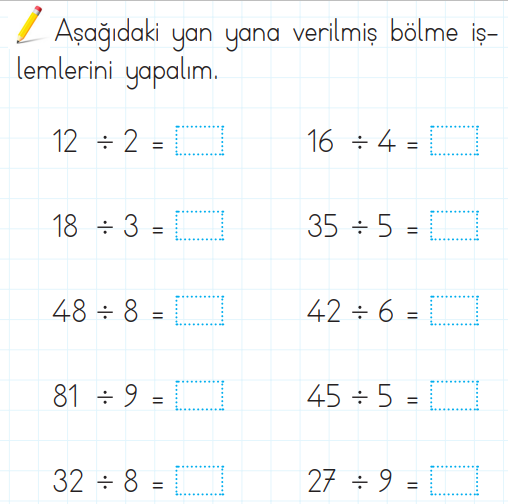 Aşağıdaki yan yana verilmiş bölme iş-
lemlerini yapalım.
12 ÷ 2 = 16 ÷ 4 =
18 ÷ 3 = 35 ÷ 5 =
48 ÷ 8 = 42 ÷ 6 =
81 ÷ 9 = 45 ÷ 5 =
32 ÷ 8 = 27 ÷ 9 =